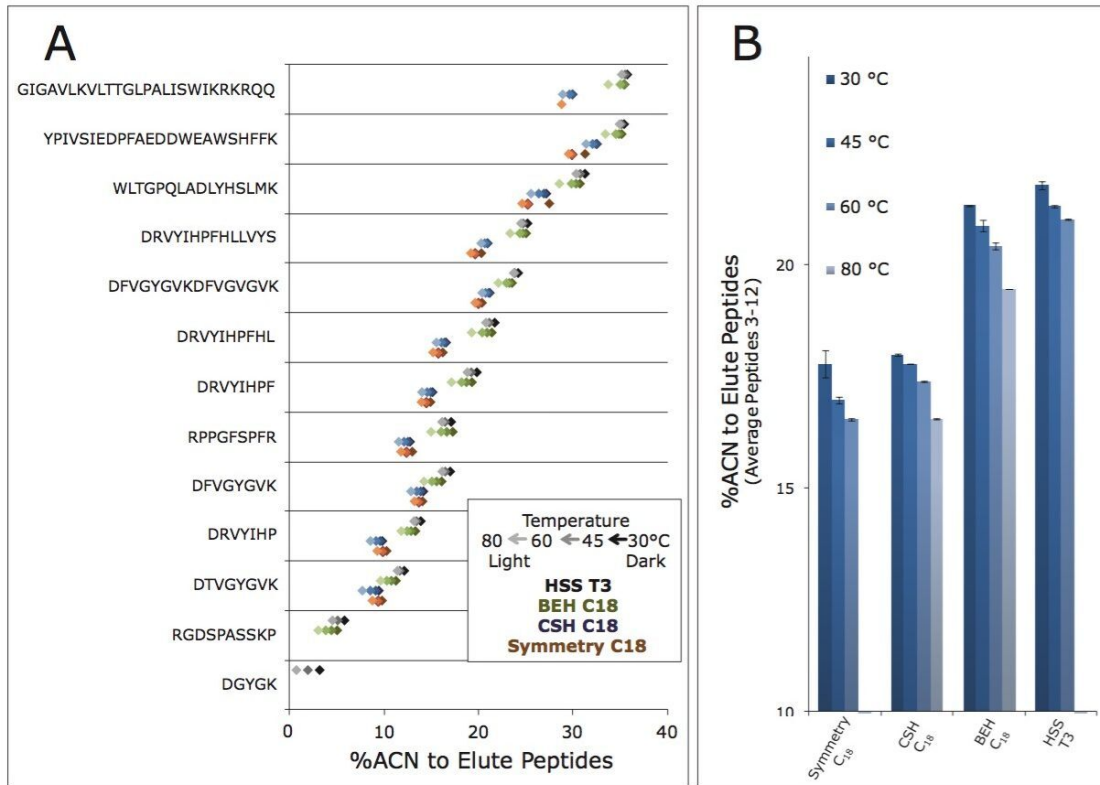 A
GIGAVLKVLTTGLPALISWIKRKRQQ
YPIVSIEDPFAEDDWEAWSHFFK
WLTGPQLADLYHSLMK
DRVYIHPFHLLVYS
DFVGYGVKDFVGVGVK
DRVYIHPFHL
DRVYIHPF
RPPGFSPFR
DFVGYGVK
DRVYIHP
DTVGYGVK
RGDSPASSKP
DGYGK
Temperature
80 ← 60 ← 45 ← 30°C
Light Dark
HSS T3
BEH C18
CSH C18
Symmetry C18
0 10 20 30 40
%ACN to Elute Peptides
B
30 °C
45 °C
60 °C
80 °C
%ACN to Elute Peptides
(Average Peptides 3-12)
20
15
10
Symmetry
C18
CSH
C18
BEH
C18
HSS
T3